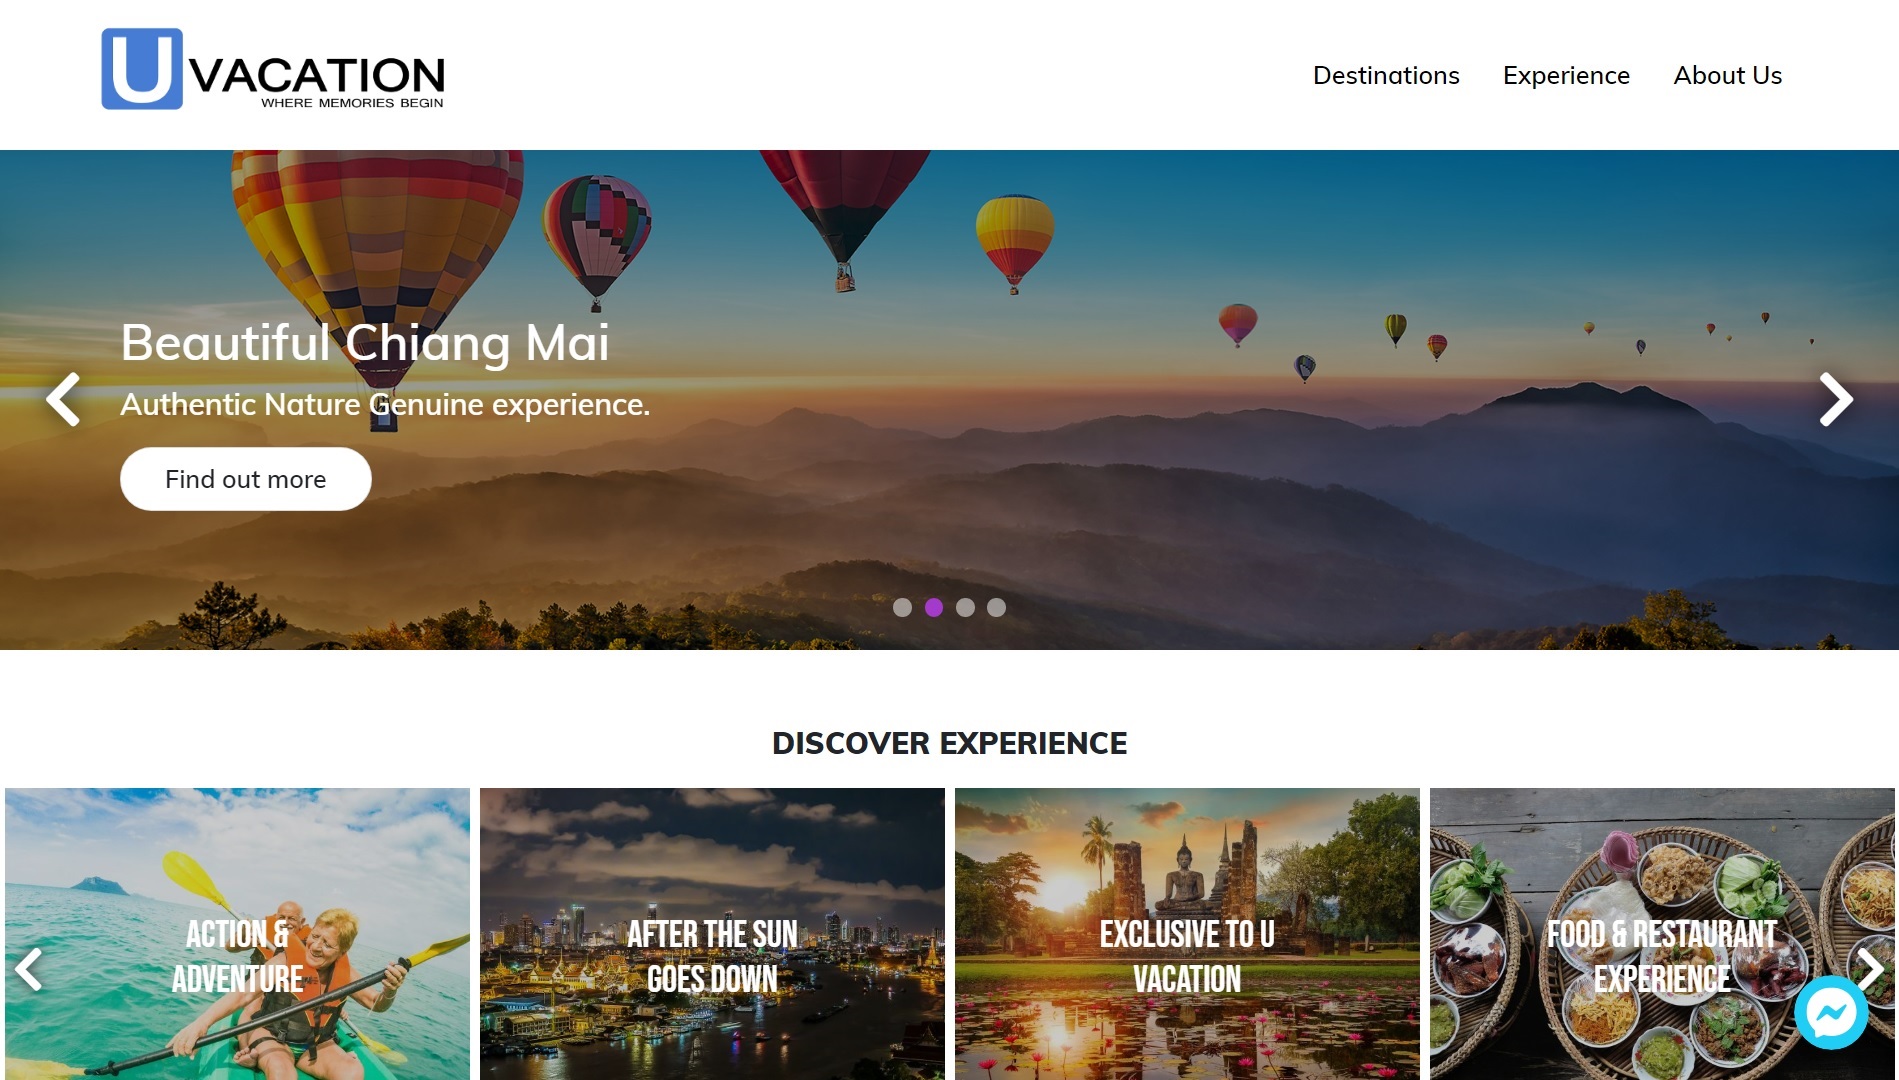 U VACATION
WHERE MEMORIES BEGIN
Destinations
Experience
About Us
Beautiful Chiang Mai
Authentic Nature Genuine experience.
Find out more
DISCOVER EXPERIENCE
ACTION &
ADVENTURE
AFTER THE SUN
GOES DOWN
EXCLUSIVE TO U
VACATION
FOOD & RESTAURANT
EXPERIENCE